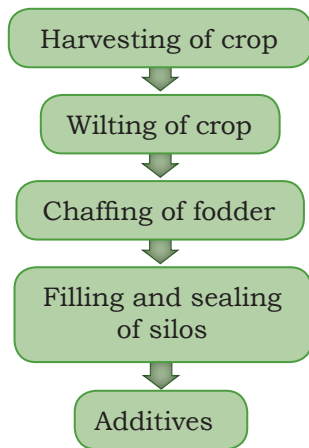 Harvesting of crop
Wilting of crop
Chaffing of fodder
Filling and sealing
of silos
Additives